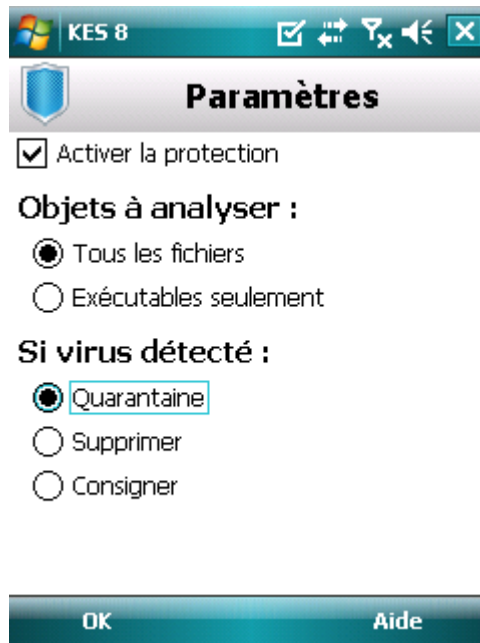 KES 8
Paramètres
Activer la protection
Objets à analyser :
Tous les fichiers
Exécutables seulement
Si virus détecté :
Quarantaine
Supprimer
Consigner
OK Aide